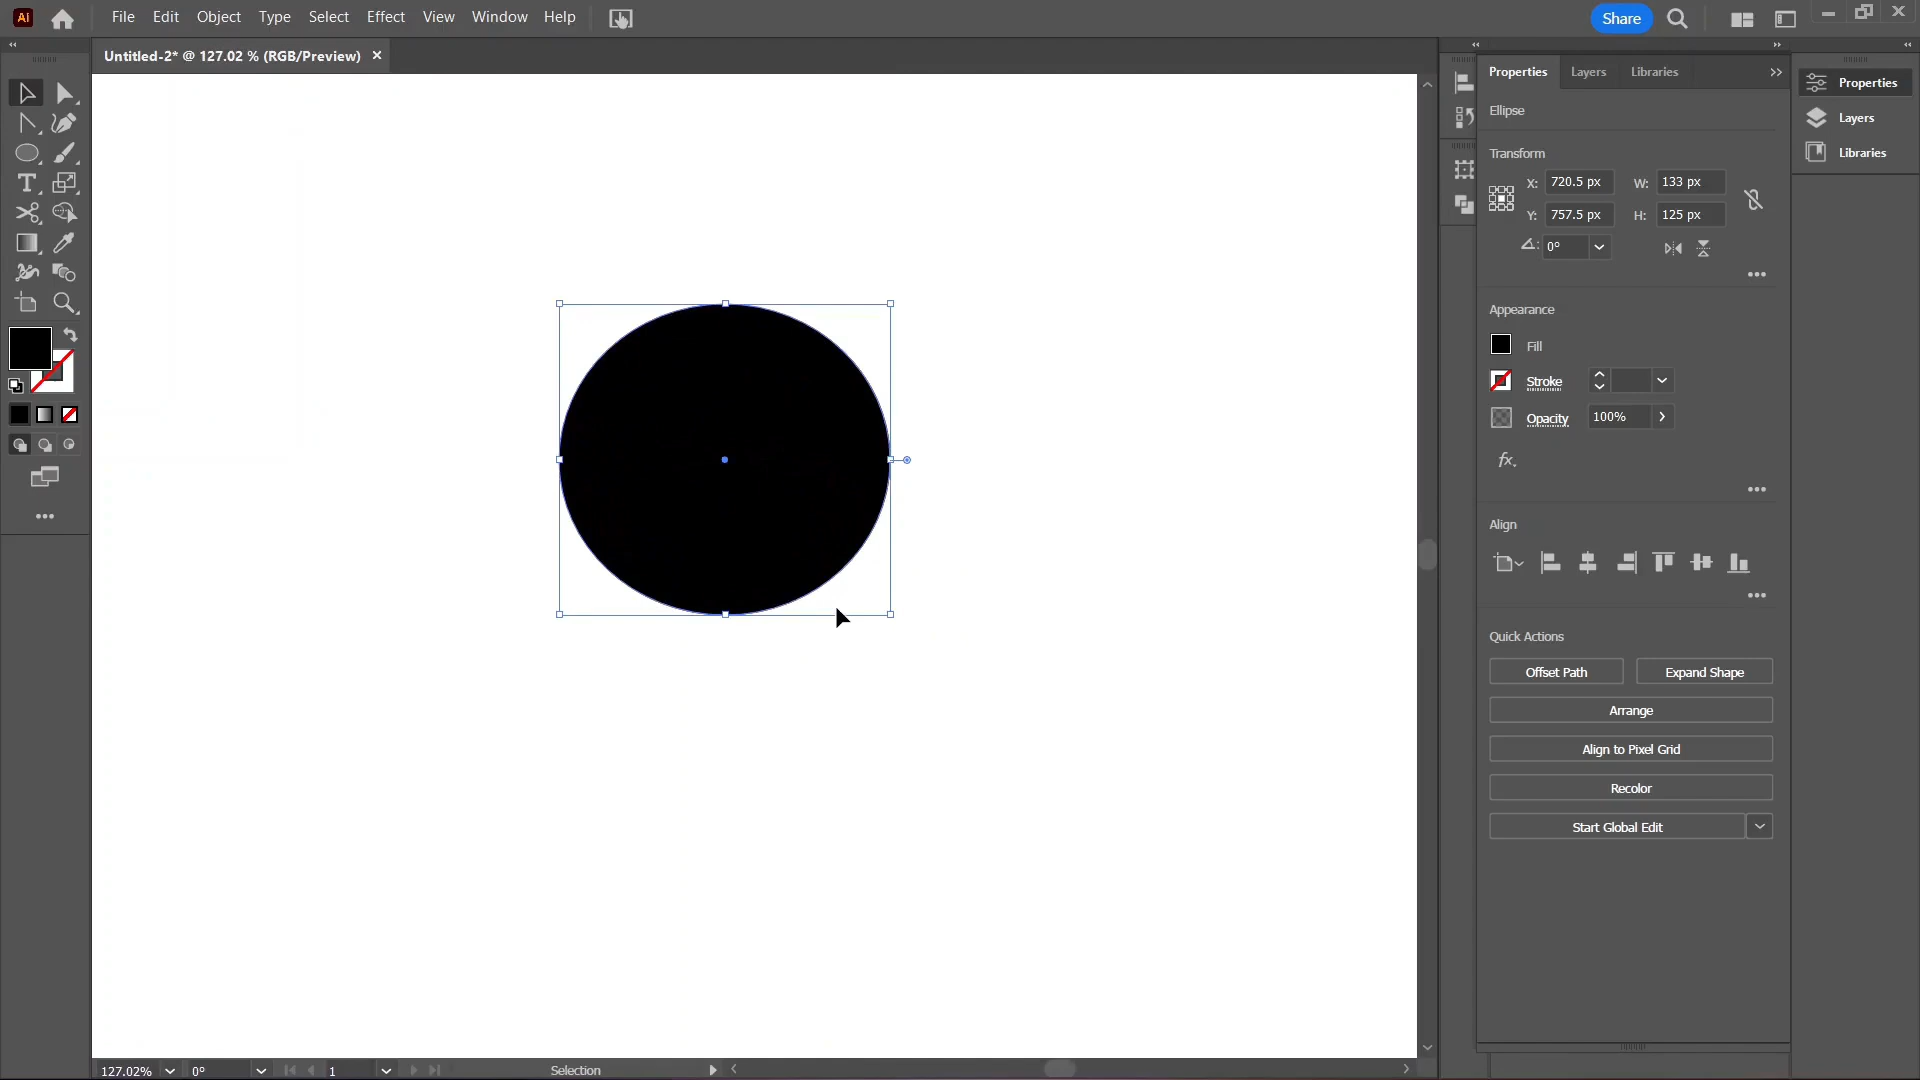 Ai File Edit Object Type Select Effect View Window Help Share
Untitled-2* @ 127.02 % (RGB/Preview) ×
Properties Layers Libraries
Ellipse
Transform
X: 720.5 px W: 133 px
Y: 757.5 px H: 125 px
0°
Appearance
Fill
Stroke
Opacity 100%
fx.
Align
Quick Actions
Offset Path Expand Shape
Arrange
Align to Pixel Grid
Recolor
Start Global Edit
Properties
Layers
Libraries
127.02% 0° 1 Selection